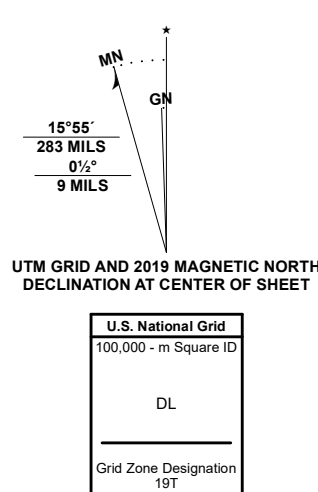 ★
MN
GN
15°55´
283 MILS
0½°
9 MILS
UTM GRID AND 2019 MAGNETIC NORTH
DECLINATION AT CENTER OF SHEET
U.S. National Grid
100,000 - m Square ID
DL
Grid Zone Designation
19T